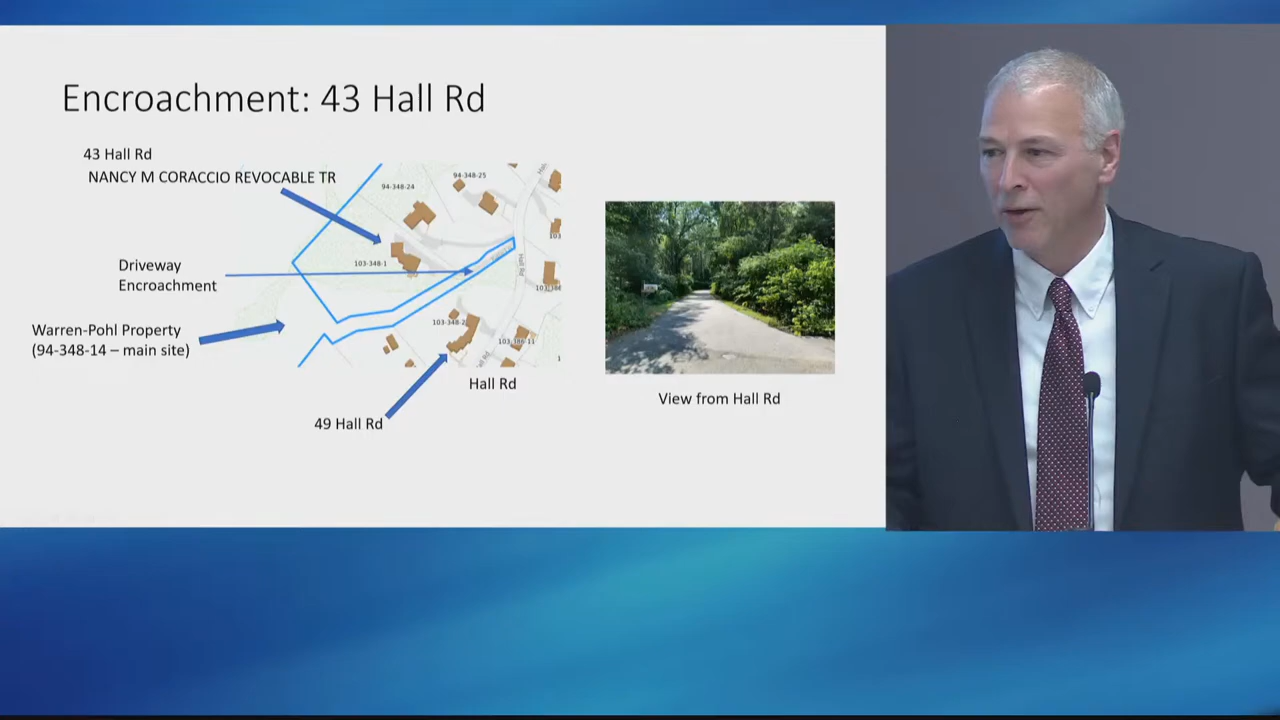 Encroachment: 43 Hall Rd
43 Hall Rd
NANCY M CORACCIO REVOCABLE TR
94-348-24
94-348-25
103-348-1
Driveway
Encroachment
Hall Rd
Warren-Pohl Property
(94-348-14 – main site)
103-348-2
103-386-11
Hall Rd
49 Hall Rd
View from Hall Rd